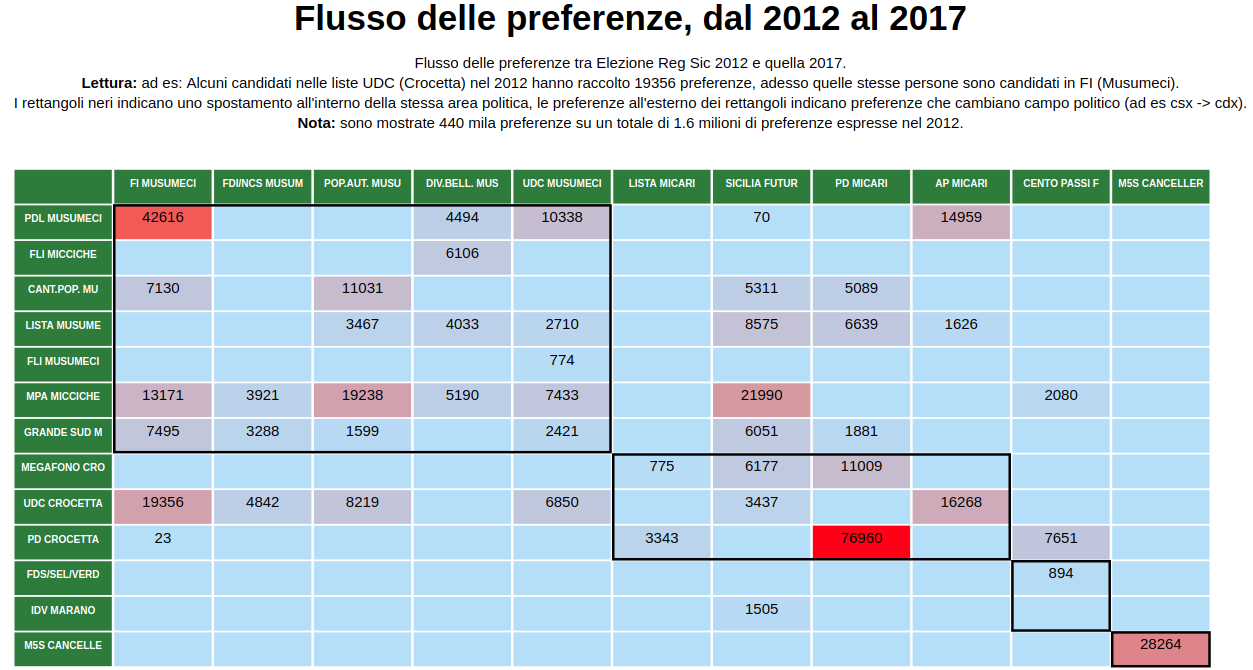 Flusso delle preferenze, dal 2012 al 2017
Flusso delle preferenze tra Elezione Reg Sic 2012 e quella 2017.
Lettura: ad es: Alcuni candidati nelle liste UDC (Crocetta) nel 2012 hanno raccolto 19356 preferenze, adesso quelle stesse persone sono candidati in FI (Musumeci).
I rettangoli neri indicano uno spostamento all'interno della stessa area politica, le preferenze all'esterno dei rettangoli indicano preferenze che cambiano campo politico (ad es csx -> cdx).
Nota: sono mostrate 440 mila preferenze su un totale di 1.6 milioni di preferenze espresse nel 2012.
FI MUSUMECI FDI/NCS MUSUM POP.AUT. MUSU DIV.BELL. MUS UDC MUSUMECI LISTA MICARI SICILIA FUTUR PD MICARI AP MICARI CENTO PASSI F M5S CANCELLER
PDL MUSUMECI 42616 4494 10338 70 14959
FLI MICCICHE 6106
CANT.POP. MU 7130 11031 5311 5089
LISTA MUSUME 3467 4033 2710 8575 6639 1626
FLI MUSUMECI 774
MPA MICCICHE 13171 3921 19238 5190 7433 21990 2080
GRANDE SUD M 7495 3288 1599 2421 6051 1881
MEGAFONO CRO 775 6177 11009
UDC CROCETTA 19356 4842 8219 6850 3437 16268
PD CROCETTA 23 3343 76960 7651
FDS/SEL/VERD 894
IDV MARANO 1505
M5S CANCELLE 28264